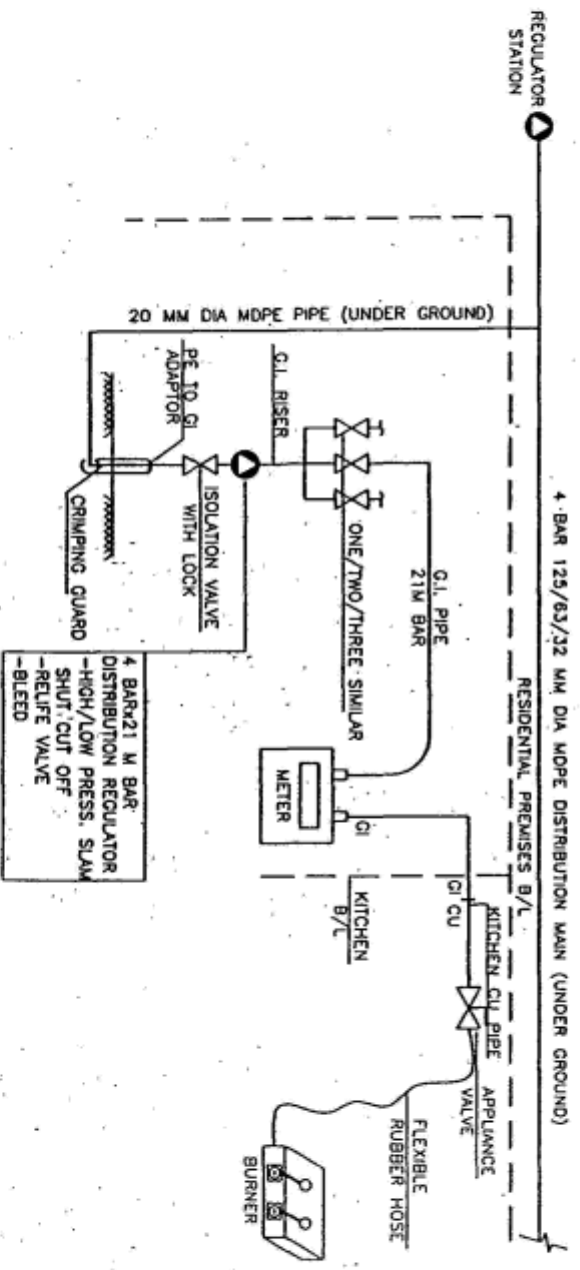 REGULATOR
STATION
4 BAR 125/63/32 MM DIA MDPE DISTRIBUTION MAIN (UNDER GROUND)
RESIDENTIAL PREMISES B/L
20 MM DIA MDPE PIPE (UNDER GROUND)
PE TO GI
ADAPTOR
CRIMPING GUARD
ISOLATION VALVE
WITH LOCK
G.I. RISER
ONE/TWO/THREE SIMILAR
G.I. PIPE
21M BAR
4 BARx21 M BAR
DISTRIBUTION REGULATOR
-HIGH/LOW PRESS. SLAM
SHUT CUT OFF
-RELIFE VALVE
-BLEED
METER
GI
KITCHEN
B/L
GI CU
KITCHEN CU PIPE
APPLIANCE
VALVE
FLEXIBLE
RUBBER HOSE
BURNER